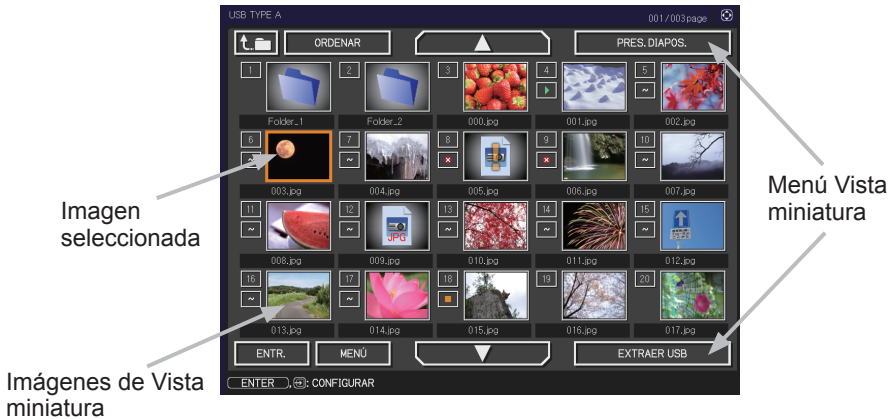 USB TYPE A
001/003 page
ORDENAR
PRES. DIAPOS.
1
2
3
4
5
Folder_1
Folder_2
000.jpg
001.jpg
002.jpg
6
7
8
9
10
003.jpg
004.jpg
005.jpg
006.jpg
007.jpg
11
12
13
14
15
JPG
008.jpg
009.jpg
010.jpg
011.jpg
012.jpg
16
17
18
19
20
013.jpg
014.jpg
015.jpg
016.jpg
017.jpg
ENTR.
MENÚ
EXTRAER USB
ENTER , : CONFIGURAR
Imagen
seleccionada
Imágenes de Vista
miniatura
Menú Vista
miniatura